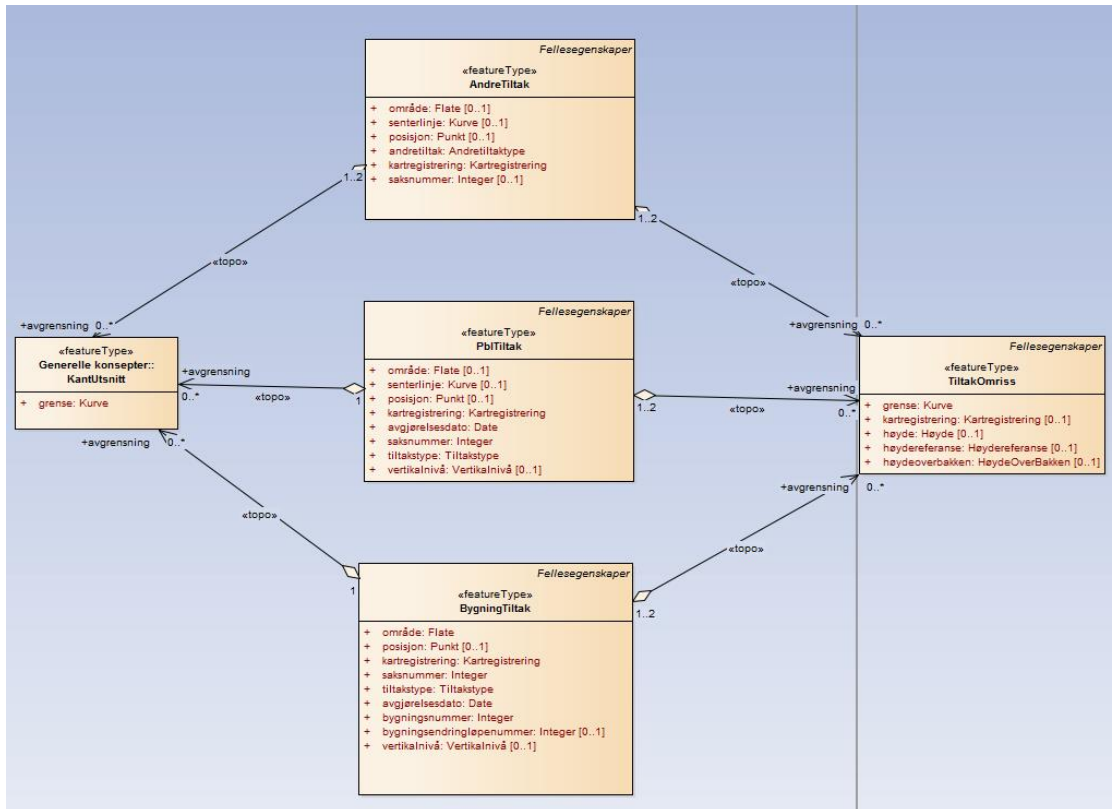 Fellesegenskaper
«featureType»
AndreTiltak
+ område: Flate [0..1]
+ senterlinje: Kurve [0..1]
+ posisjon: Punkt [0..1]
+ andretiltak: Andretiltaktype
+ kartregistrering: Kartregistrering
+ saksnummer: Integer [0..1]
1..2
1..2
«topo»
«topo»
+avgrensning 0..*
+avgrensning 0..*
«featureType»
Generelle konsepter::
KantUtsnitt
+ grense: Kurve
Fellesegenskaper
«featureType»
PblTiltak
+ område: Flate [0..1]
+ senterlinje: Kurve [0..1]
+ posisjon: Punkt [0..1]
+ kartregistrering: Kartregistrering
+ avgjørelsesdato: Date
+ saksnummer: Integer
+ tiltakstype: Tiltakstype
+ vertikalnivå: Vertikalnivå [0..1]
+avgrensning
0..*
«topo»
1
1..2
«topo»
+avgrensning
0..*
Fellesegenskaper
«featureType»
TiltakOmriss
+ grense: Kurve
+ kartregistrering: Kartregistrering [0..1]
+ høyde: Høyde [0..1]
+ høydereferanse: Høydereferanse [0..1]
+ høydeoverbakken: HøydeOverBakken [0..1]
+avgrensning 0..*
+avgrensning 0..*
«topo»
«topo»
1
1..2
Fellesegenskaper
«featureType»
BygningTiltak
+ område: Flate
+ posisjon: Punkt [0..1]
+ kartregistrering: Kartregistrering
+ saksnummer: Integer
+ tiltakstype: Tiltakstype
+ avgjørelsesdato: Date
+ bygningsnummer: Integer
+ bygningsendringløpenummer: Integer [0..1]
+ vertikalnivå: Vertikalnivå [0..1]